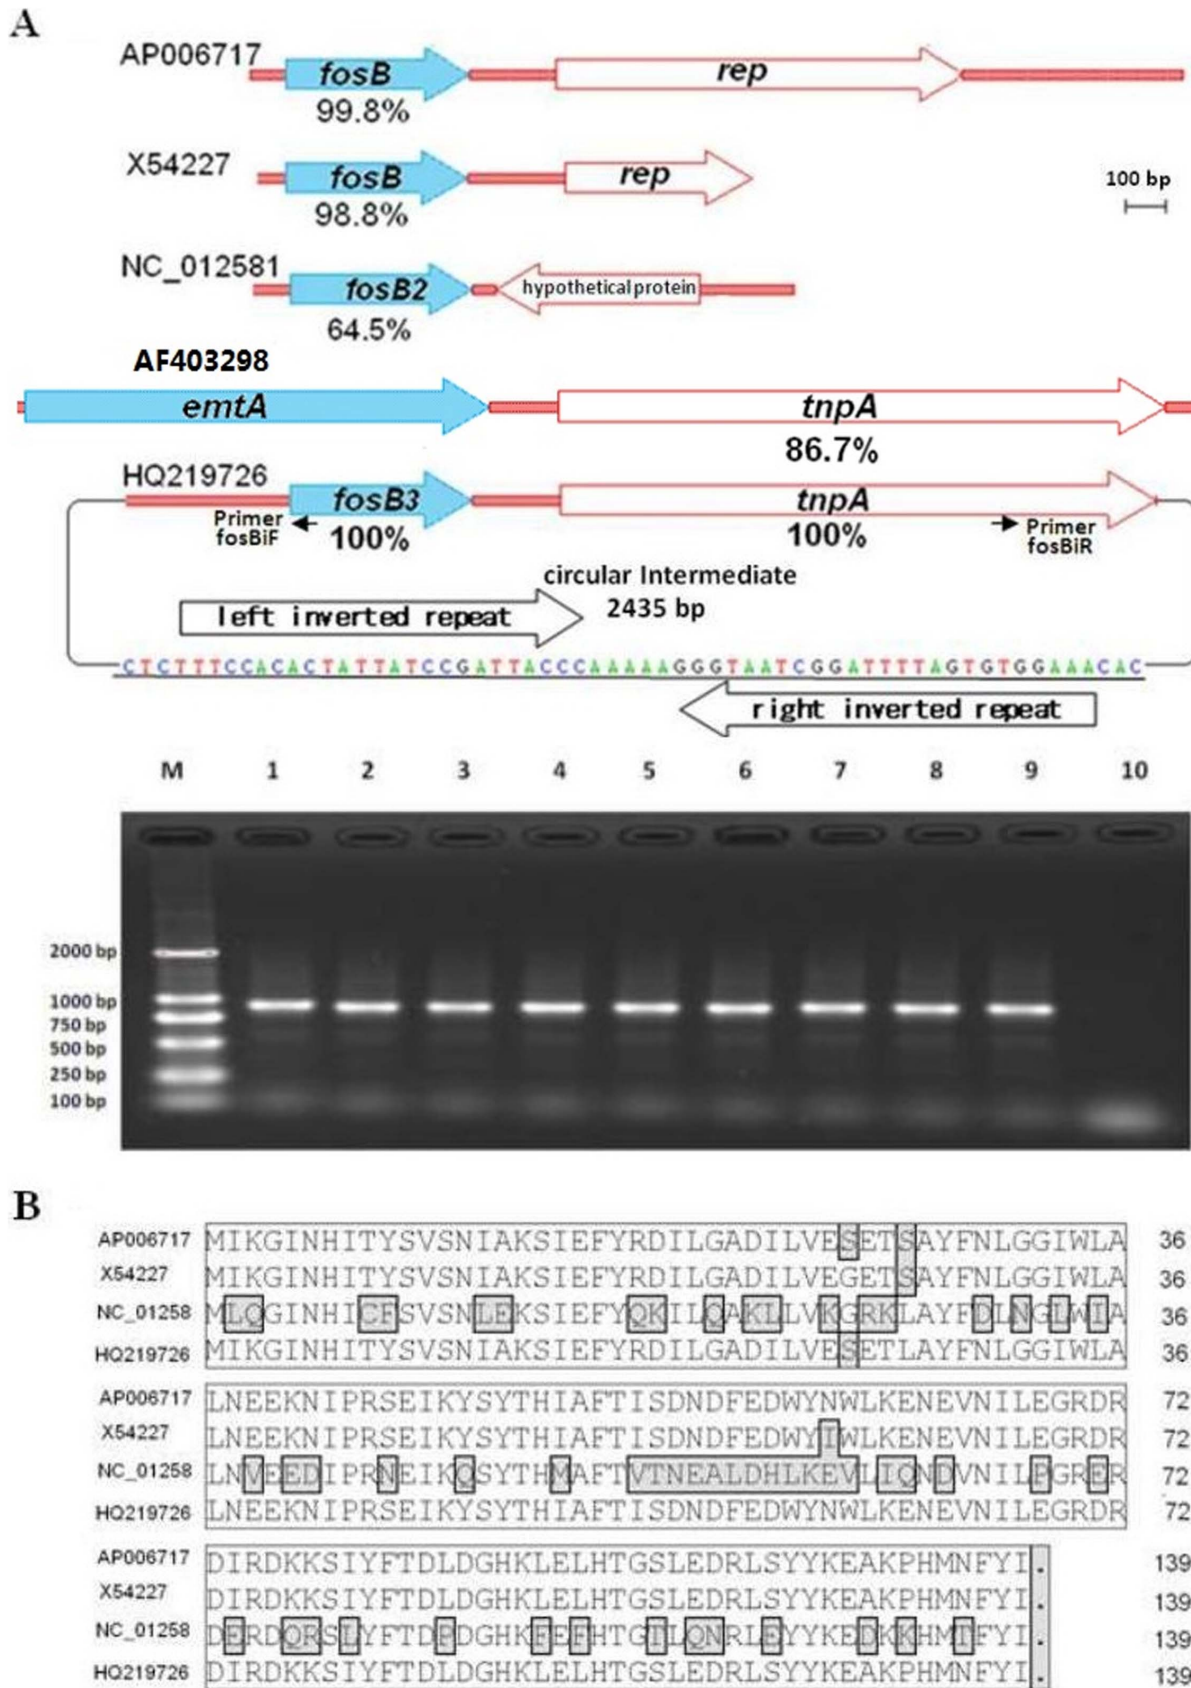 A
AP006717
fosB
rep
99.8%
X54227
fosB
rep
98.8%
100 bp
NC_012581
fosB2
hypothetical protein
64.5%
AF403298
emtA
tnpA
86.7%
HQ219726
fosB3
tnpA
Primer
fosBiF
100%
100%
Primer
fosBiR
circular Intermediate
2435 bp
left inverted repeat
CTCTTTCCACACTATTATCCGATTACCCAAAAAGGGTAATCGGATTTTAGTGTGGAAACAC
right inverted repeat
M 1 2 3 4 5 6 7 8 9 10
2000 bp
1000 bp
750 bp
500 bp
250 bp
100 bp
B
AP006717 MIKGINHITYSVSNIAKSIEFYRDILGADILVESETSAYFNLGGIWLA 36
X54227 MIKGINHITYSVSNIAKSIEFYRDILGADILVEGETSAYFNLGGIWLA 36
NC_01258 MLQGINHICFSVSNLEKSIEFYQKILQAKLLVKGRKLAYFDLNGLWIA 36
HQ219726 MIKGINHITYSVSNIAKSIEFYRDILGADILVESETLAYFNLGGIWLA 36
AP006717 LNEEKNIPRSEIKYSYTHIAFTISDNDFEDWYNWLKENEVNILEGRDR 72
X54227 LNEEKNIPRSEIKYSYTHIAFTISDNDFEDWYIWLKENEVNILEGRDR 72
NC_01258 LNVEEDIPRNEIKQSYTHMAFTVTNEALDHLKEVLIQNDVNILPGRER 72
HQ219726 LNEEKNIPRSEIKYSYTHIAFTISDNDFEDWYNWLKENEVNILEGRDR 72
AP006717 DIRDKKSIYFTDLDGHKLELHTGSLEDRLSYYKEAKPHMNFYI. 139
X54227 DIRDKKSIYFTDLDGHKLELHTGSLEDRLSYYKEAKPHMNFYI. 139
NC_01258 DERDQRSLYFTDPDGHKFEFHTGTLQNRLEYYKEDKKHMTFYI. 139
HQ219726 DIRDKKSIYFTDLDGHKLELHTGSLEDRLSYYKEAKPHMNFYI. 139